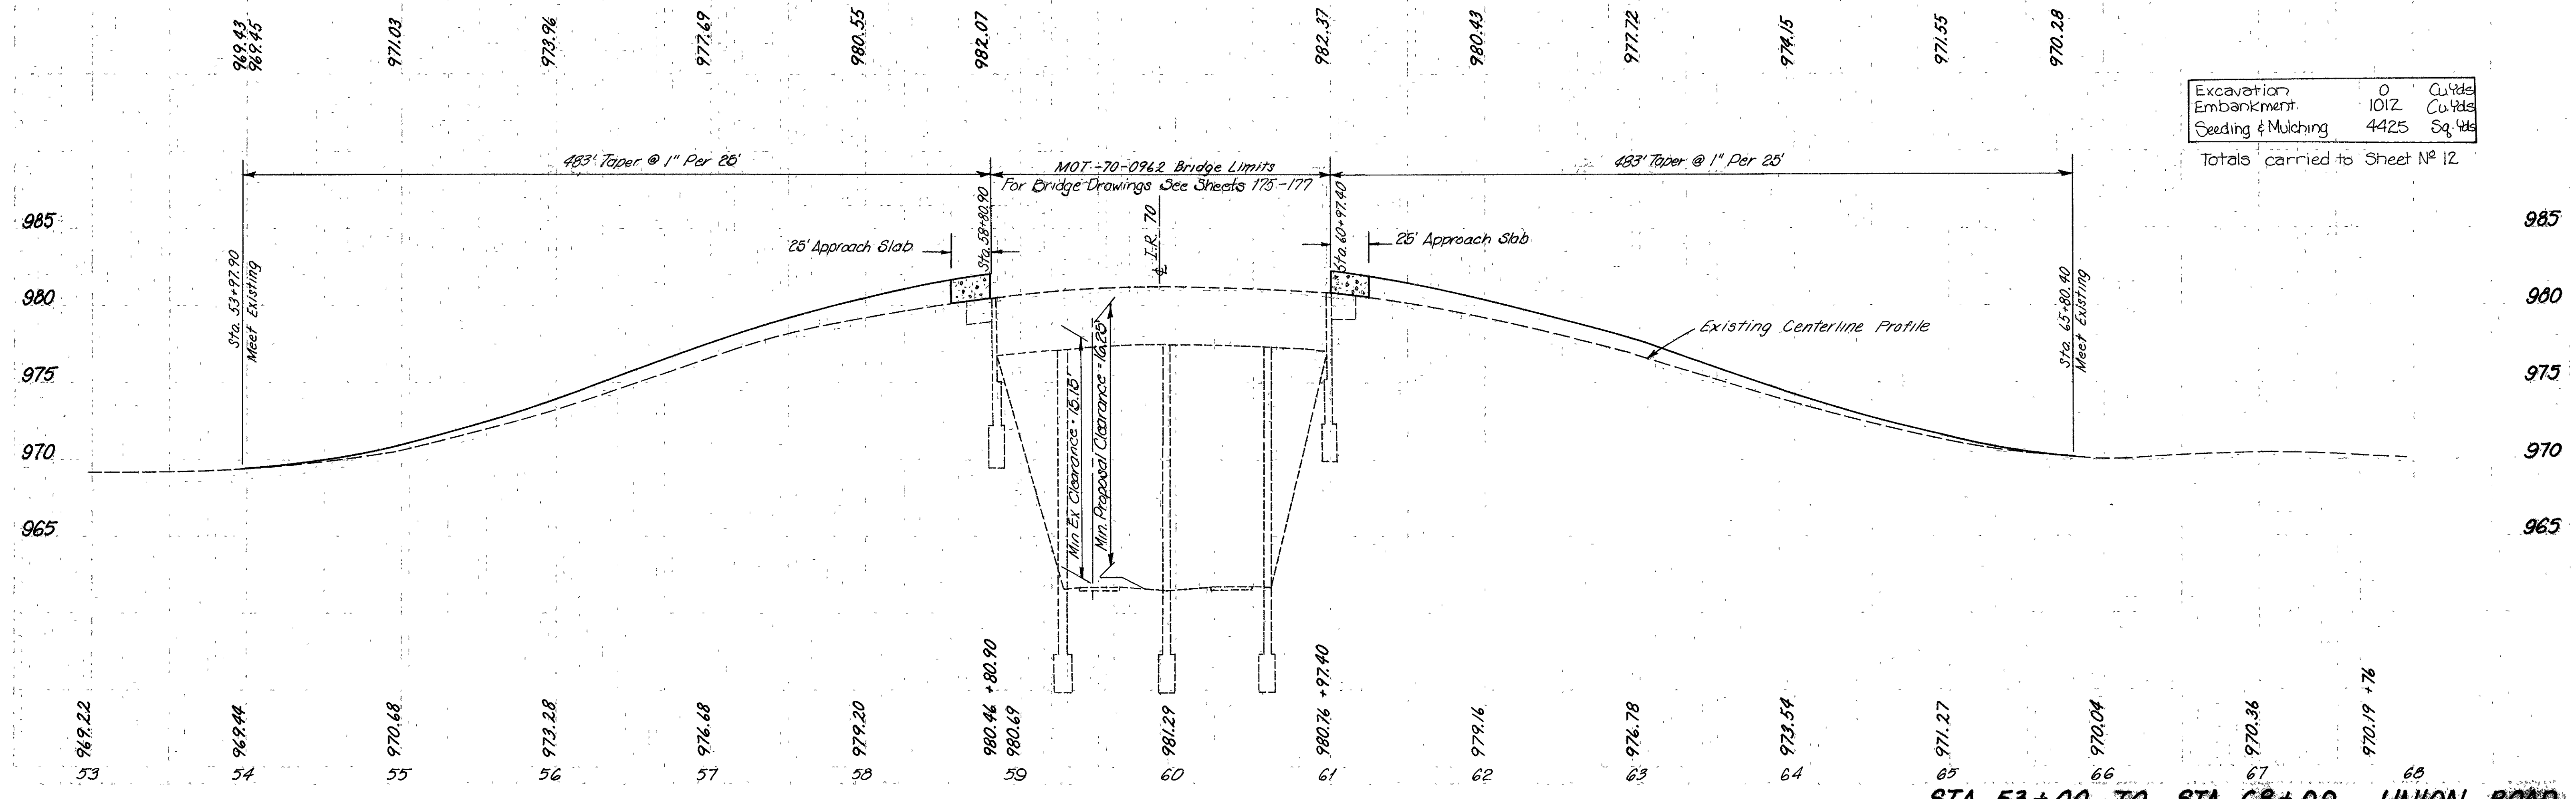 969.43
969.45
971.03
973.96
977.69
980.55
982.07
982.37
980.43
977.72
974.15
971.55
970.28
Excavation 0 Cu.Yds
Embankment 1012 Cu.Yds
Seeding & Mulching 4425 Sq.Yds
Totals carried to Sheet Nº 12
483' Taper @ 1" Per 25'
MOT-70-0962 Bridge Limits
For Bridge Drawings See Sheets 175-177
483' Taper @ 1" Per 25'
985
980
975
970
965
985
980
975
970
965
Sta. 53+97.90
Meet Existing
25' Approach Slab
Sta. 58+80.90
℄ I.R. 70
Sta. 60+97.40
25' Approach Slab
Existing Centerline Profile
Sta. 65+80.40
Meet Existing
Min Ex Clearance = 15.15'
Min. Proposal Clearance = 16.25'
969.22
969.44
970.68
973.28
976.68
979.20
980.46 +80.90
980.69
981.29
980.76 +97.40
979.16
976.78
973.54
971.27
970.04
970.36
970.19 +76
53 54 55 56 57 58 59 60 61 62 63 64 65 66 67 68
STA. 53+00 TO STA. 68+00 UNION ROAD